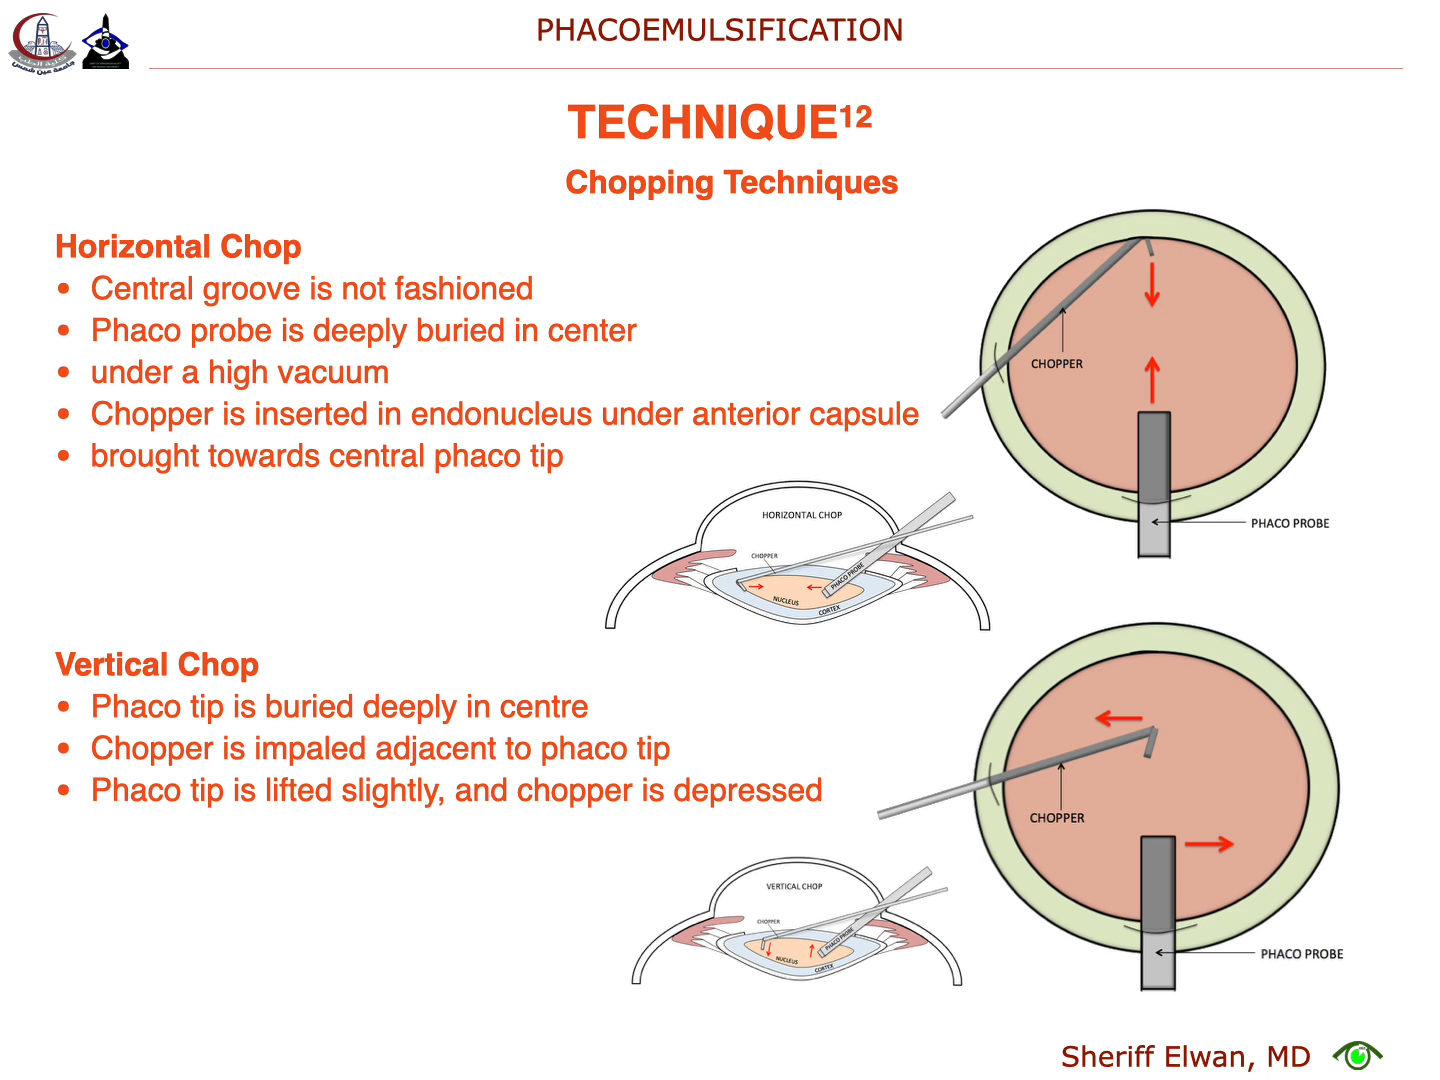 PHACOEMULSIFICATION
TECHNIQUE¹²
Chopping Techniques
Horizontal Chop
• Central groove is not fashioned
• Phaco probe is deeply buried in center
• under a high vacuum
• Chopper is inserted in endonucleus under anterior capsule
• brought towards central phaco tip
CHOPPER
PHACO PROBE
HORIZONTAL CHOP
CHOPPER
PHACO PROBE
NUCLEUS
CORTEX
Vertical Chop
• Phaco tip is buried deeply in centre
• Chopper is impaled adjacent to phaco tip
• Phaco tip is lifted slightly, and chopper is depressed
CHOPPER
PHACO PROBE
VERTICAL CHOP
CHOPPER
PHACO PROBE
NUCLEUS
CORTEX
Sheriff Elwan, MD